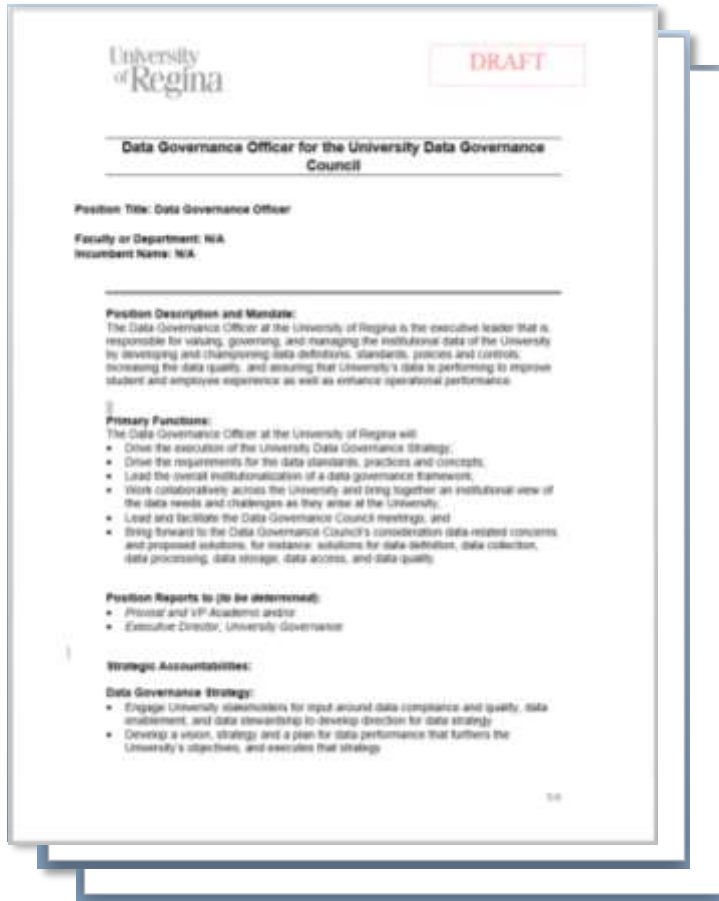 University
of Regina
DRAFT
Data Governance Officer for the University Data Governance
Council
Position Title: Data Governance Officer
Faculty or Department: N/A
Incumbent Name: N/A
Position Description and Mandate:
The Data Governance Officer at the University of Regina is the executive leader that is
responsible for valuing, governing, and managing the institutional data of the University
by developing and championing data definitions, standards, policies and controls;
increasing the data quality, and assuring that University's data is performing to improve
student and employee experience as well as enhance operational performance.
Primary Functions:
The Data Governance Officer at the University of Regina will
• Drive the execution of the University Data Governance Strategy;
• Drive the requirements for the data standards, practices and concepts;
• Lead the overall institutionalization of a data governance framework;
• Work collaboratively across the University and bring together an institutional view of
the data needs and challenges as they arise at the University;
• Lead and facilitate the Data Governance Council meetings; and
• Bring forward to the Data Governance Council's consideration data related concerns
and proposed solutions, for instance: solutions for data definition, data collection,
data processing, data storage, data access, and data quality.
Position Reports to (to be determined):
• Provost and VP Academic and/or
• Executive Director, University Governance
Strategic Accountabilities:
Data Governance Strategy:
• Engage University stakeholders for input around data compliance and quality, data
enablement, and data stewardship to develop direction for data strategy
• Develop a vision, strategy and a plan for data performance that furthers the
University's objectives, and executes that strategy